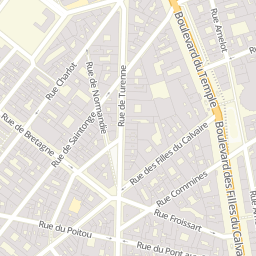 Boulevard du Temple
Rue Amelot
Rue Charlot
Rue de Normandie
Rue de Turenne
Rue de Saintonge
Rue de Bretagne
Rue des Filles du Calvaire
Boulevard des Filles du Calva
Rue Commines
Rue Froissart
Rue du Poitou
Rue du Pont aux